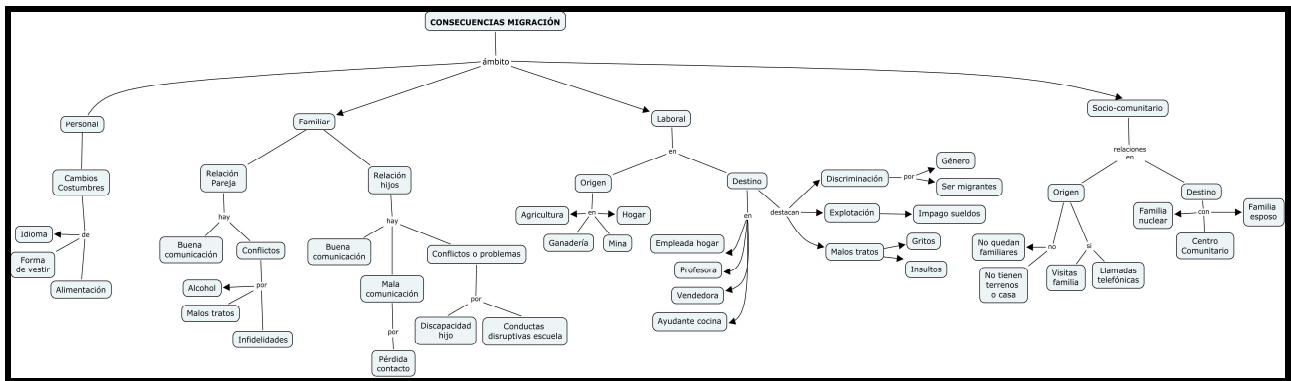 CONSECUENCIAS MIGRACIÓN
ámbito
Personal
Cambios
Costumbres
de
Idioma
Forma
de vestir
Alimentación
Familiar
Relación
Pareja
hay
Buena
comunicación
Conflictos
por
Alcohol
Malos tratos
Infidelidades
Relación
hijos
hay
Buena
comunicación
Mala
comunicación
por
Pérdida
contacto
Conflictos o problemas
por
Discapacidad
hijo
Conductas
disruptivas escuela
Laboral
en
Origen
en
Agricultura
Hogar
Ganadería
Mina
Destino
en
Empleada hogar
Profesora
Vendedora
Ayudante cocina
destacan
Discriminación
por
Género
Ser migrantes
Explotación
Impago sueldos
Malos tratos
Gritos
Insultos
Socio-comunitario
relaciones
en
Origen
no
No quedan
familiares
No tienen
terrenos
o casa
si
Visitas
familia
Llamadas
telefónicas
Destino
con
Familia
nuclear
Centro
Comunitario
Familia
esposo